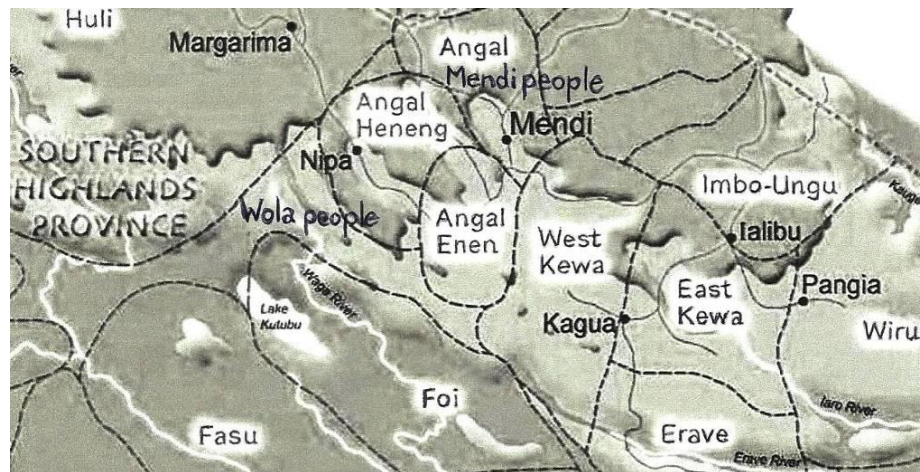 Huli
Margarima
Angal
Mendi people
Angal
Heneng
Mendi
Nipa
SOUTHERN
HIGHLANDS
PROVINCE
Imbo-Ungu
Wola people
Angal
Enen
West
Kewa
Ialibu
Waga River
Lake
Kutubu
East
Kewa
Pangia
Kagua
Wiru
Foi
Iaro River
Fasu
Erave
Erave River